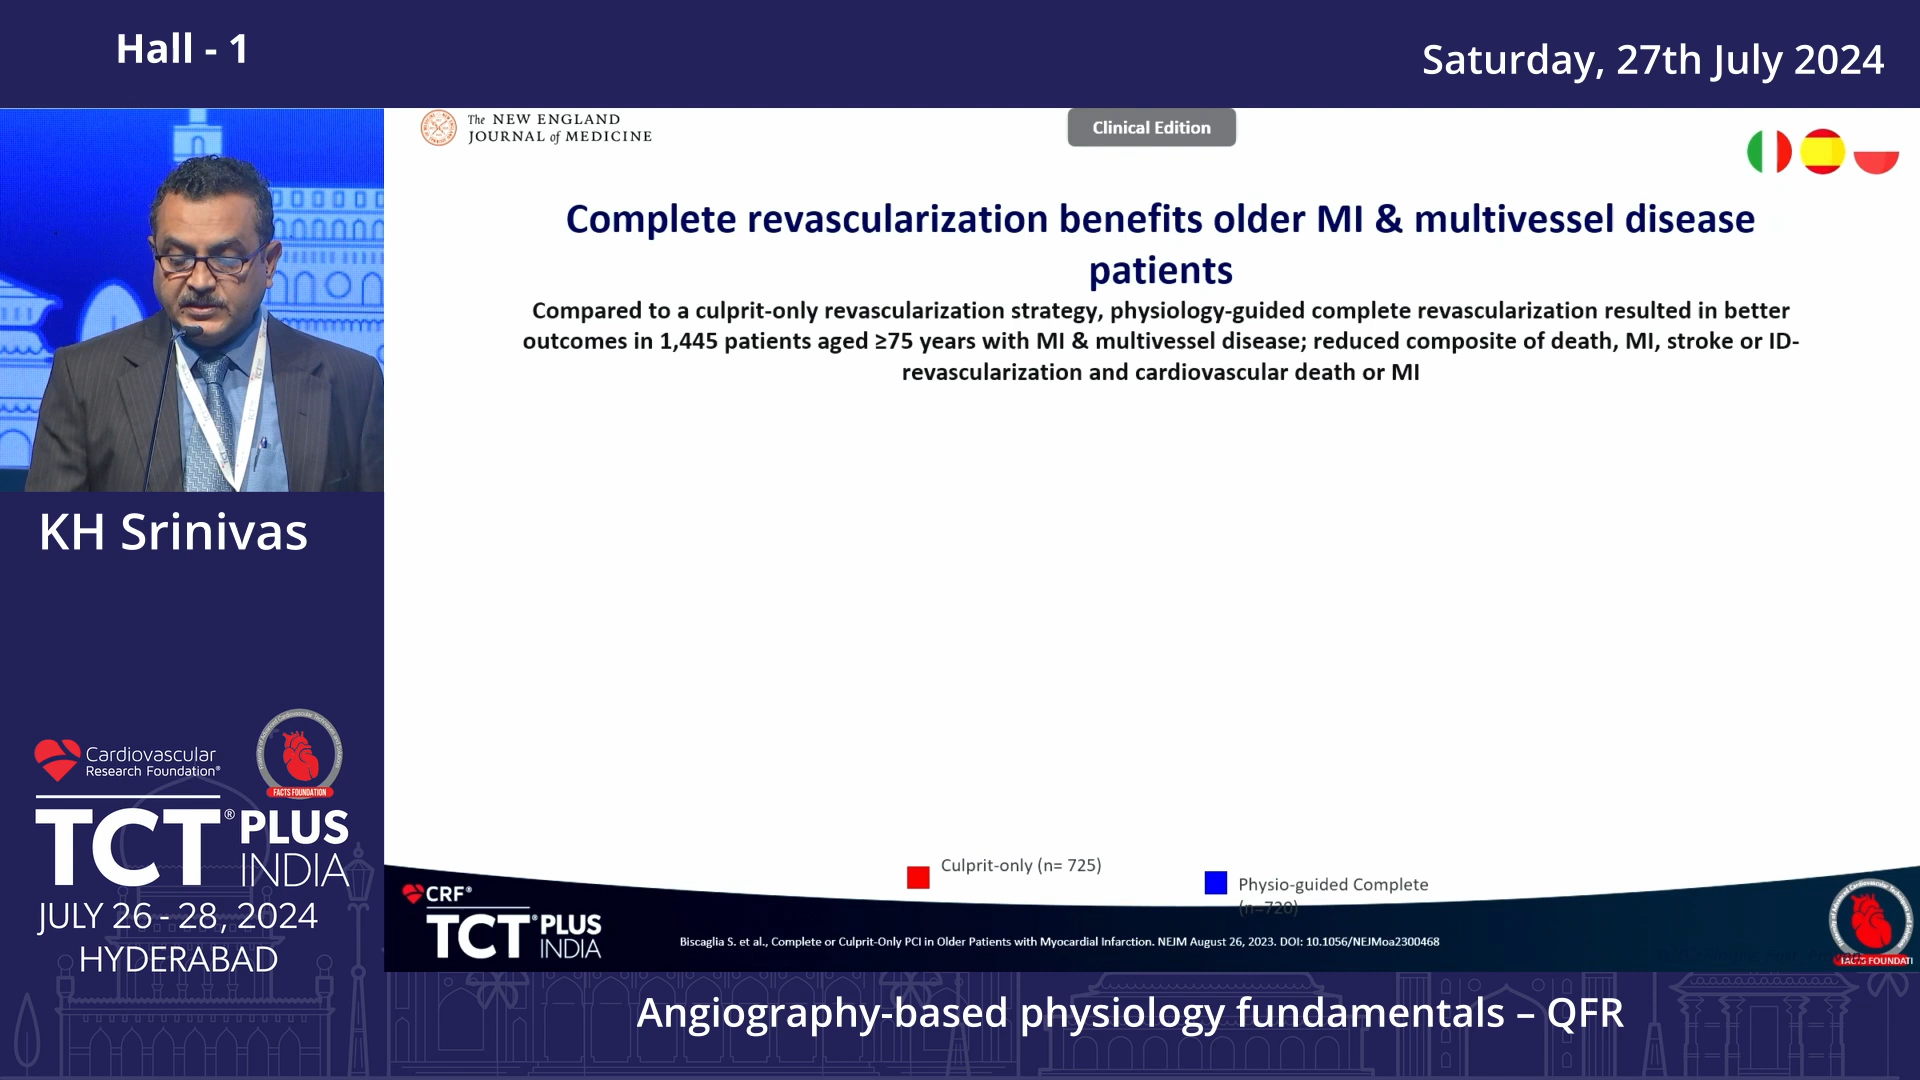 Hall - 1
Saturday, 27th July 2024
The NEW ENGLAND
JOURNAL of MEDICINE
Clinical Edition
Complete revascularization benefits older MI & multivessel disease
patients
Compared to a culprit-only revascularization strategy, physiology-guided complete revascularization resulted in better
outcomes in 1,445 patients aged ≥75 years with MI & multivessel disease; reduced composite of death, MI, stroke or ID-
revascularization and cardiovascular death or MI
KH Srinivas
Cardiovascular
Research Foundation®
FACTS FOUNDATION
TCT® PLUS
INDIA
JULY 26 - 28, 2024
HYDERABAD
Culprit-only (n= 725)
Physio-guided Complete
(n=720)
CRF®
TCT® PLUS
INDIA
Biscaglia S. et al., Complete or Culprit-Only PCI in Older Patients with Myocardial Infarction. NEJM August 26, 2023. DOI: 10.1056/NEJMoa2300468
FACTS FOUNDATI
Angiography-based physiology fundamentals – QFR